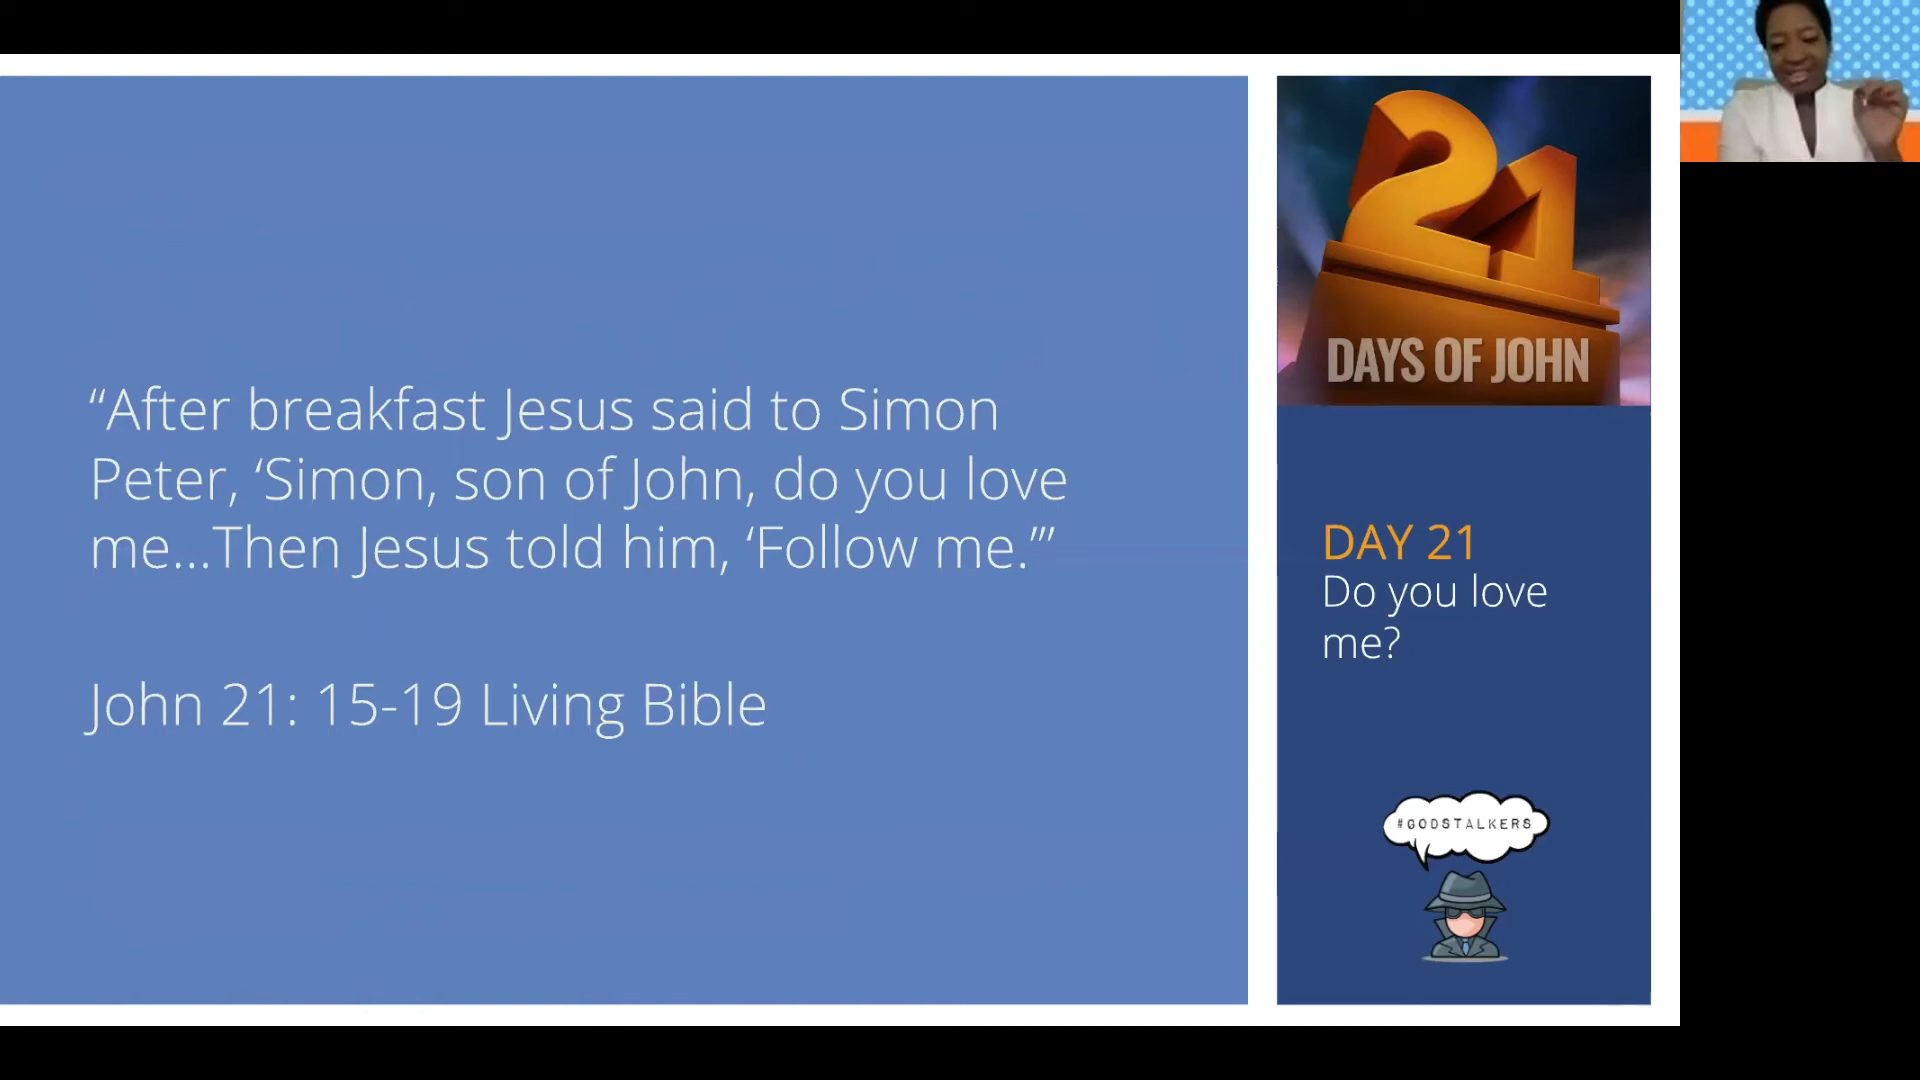 “After breakfast Jesus said to Simon
Peter, ‘Simon, son of John, do you love
me...Then Jesus told him, ‘Follow me.’”
John 21: 15-19 Living Bible
21
DAYS OF JOHN
DAY 21
Do you love
me?
#GODSTALKERS